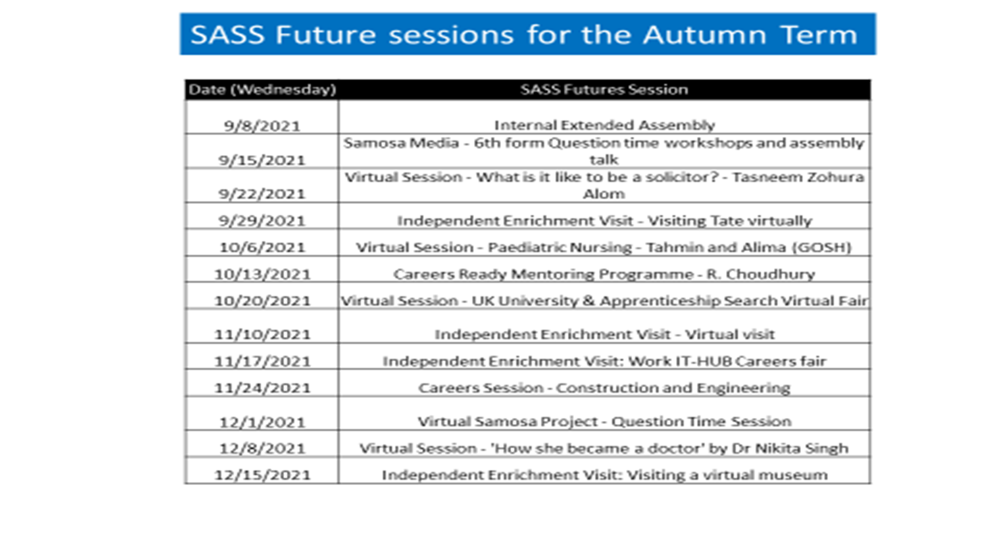 SASS Future sessions for the Autumn Term
Date (Wednesday) SASS Futures Session
9/8/2021 Internal Extended Assembly
Samosa Media - 6th form Question time workshops and assembly
9/15/2021 talk
Virtual Session - What is it like to be a solicitor? - Tasneem Zohura
9/22/2021 Alom
9/29/2021 Independent Enrichment Visit - Visiting Tate virtually
10/6/2021 Virtual Session - Paediatric Nursing - Tahmin and Alima (GOSH)
10/13/2021 Careers Ready Mentoring Programme - R. Choudhury
10/20/2021 Virtual Session - UK University & Apprenticeship Search Virtual Fair
11/10/2021 Independent Enrichment Visit - Virtual visit
11/17/2021 Independent Enrichment Visit: Work IT-HUB Careers fair
11/24/2021 Careers Session - Construction and Engineering
12/1/2021 Virtual Samosa Project - Question Time Session
12/8/2021 Virtual Session - 'How she became a doctor' by Dr Nikita Singh
12/15/2021 Independent Enrichment Visit: Visiting a virtual museum